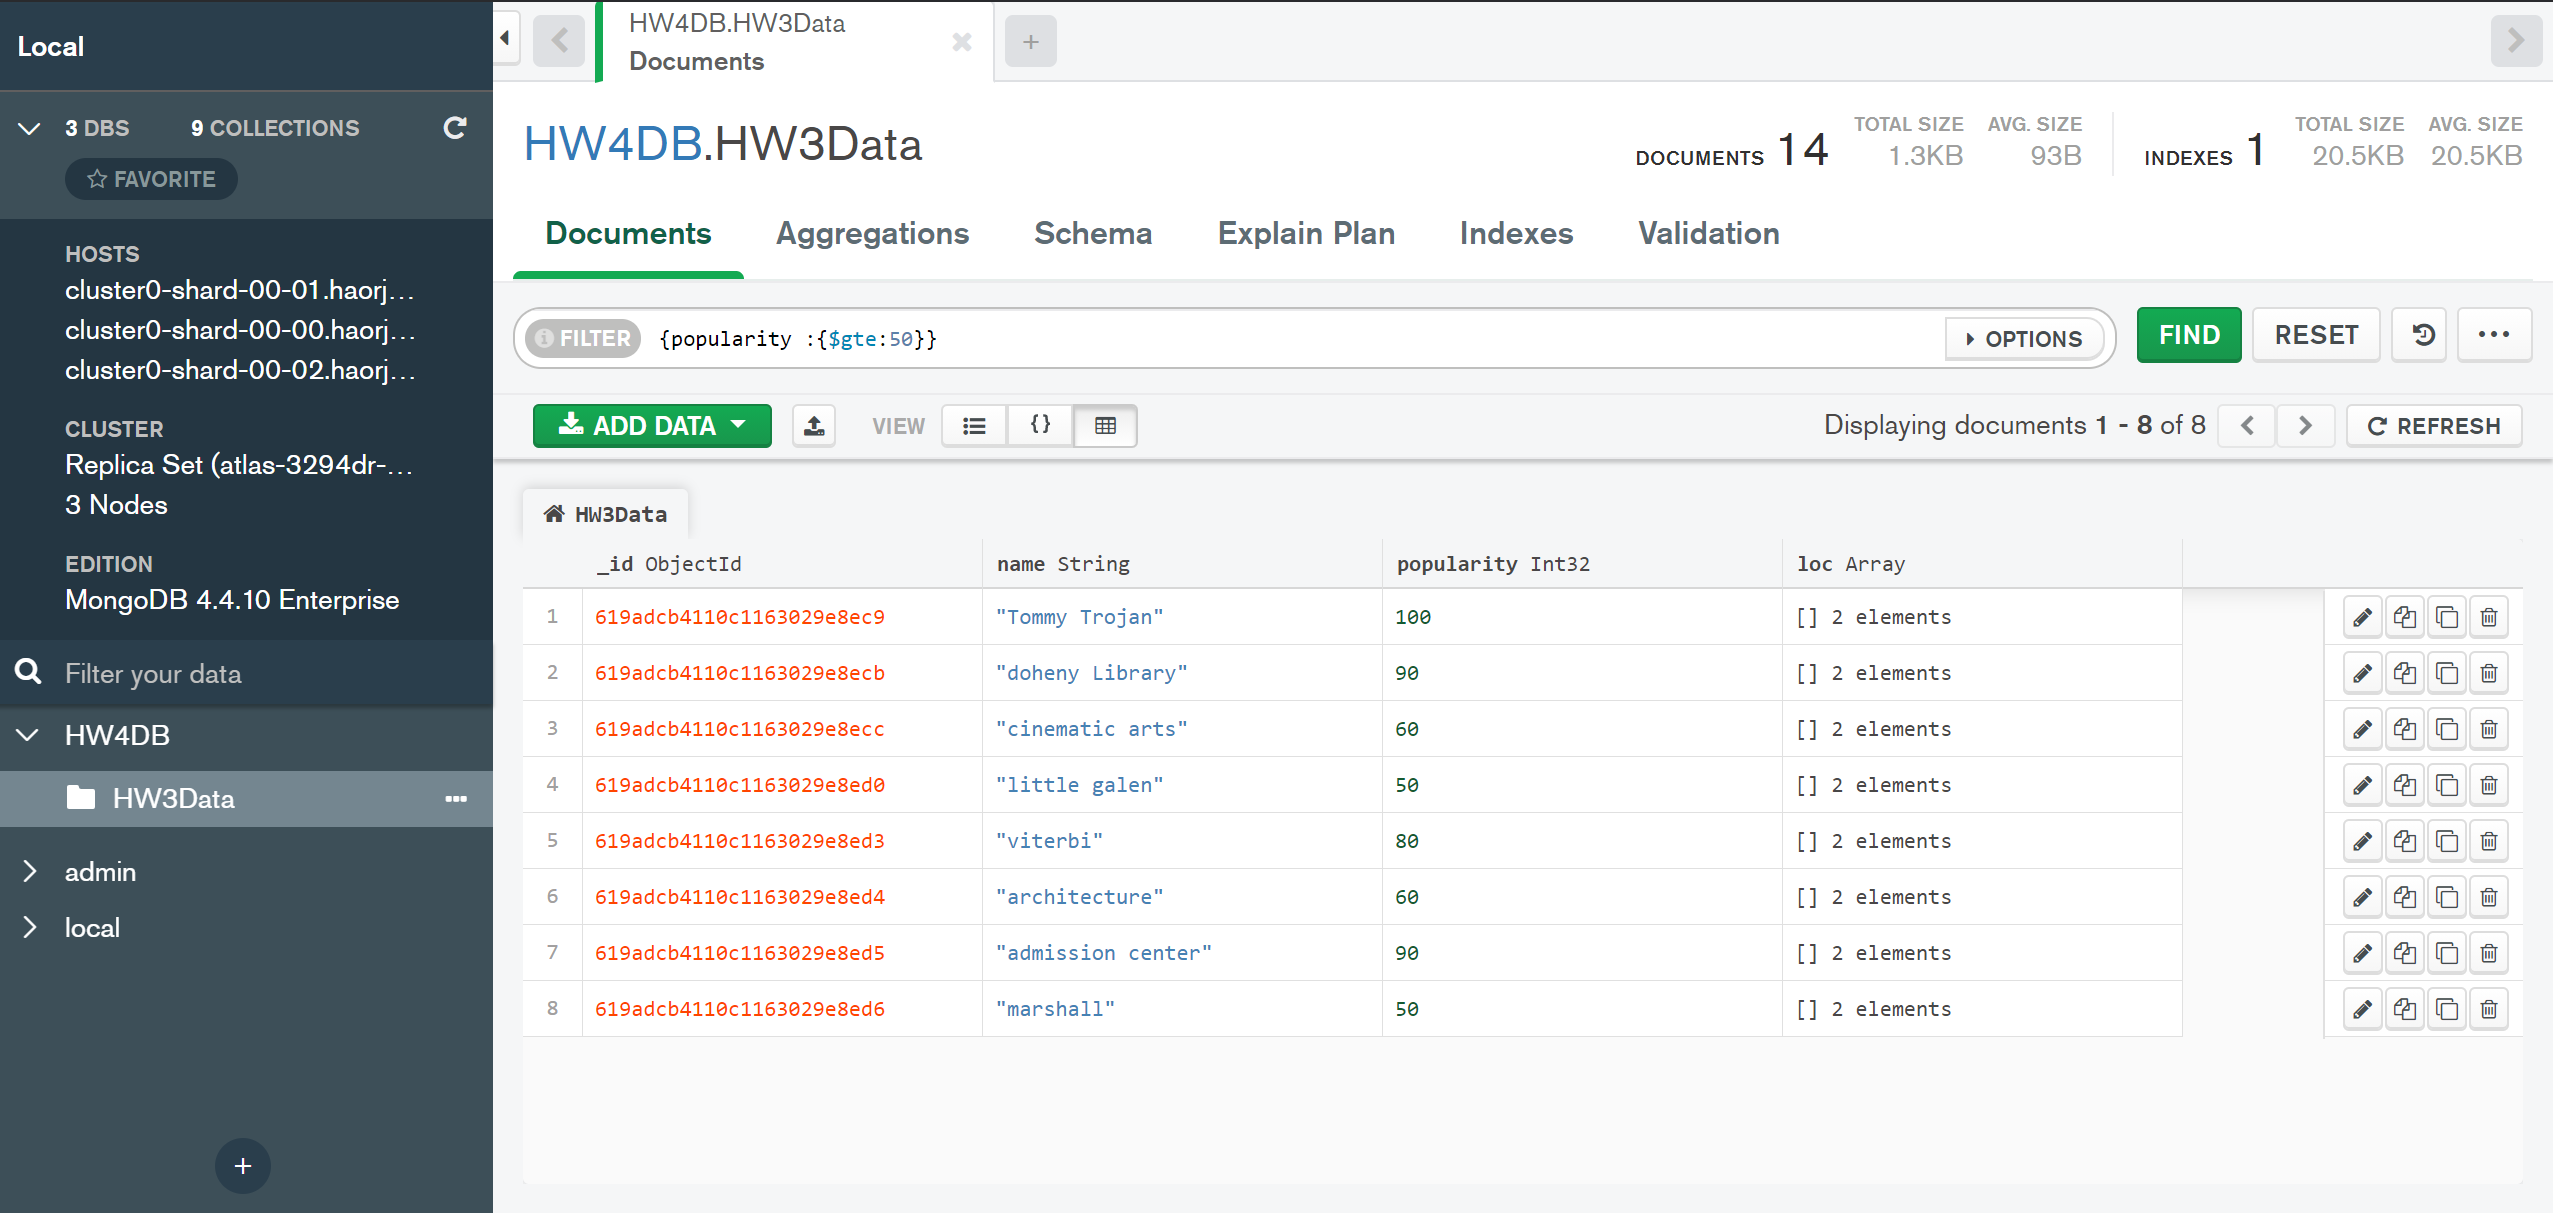 Local
3 DBS 9 COLLECTIONS
FAVORITE
HOSTS
cluster0-shard-00-01.haorj...
cluster0-shard-00-00.haorj...
cluster0-shard-00-02.haorj...
CLUSTER
Replica Set (atlas-3294dr-...
3 Nodes
EDITION
MongoDB 4.4.10 Enterprise
Filter your data
HW4DB
HW3Data
admin
local
HW4DB.HW3Data
Documents
HW4DB.HW3Data
DOCUMENTS 14 TOTAL SIZE 1.3KB AVG. SIZE 93B
INDEXES 1 TOTAL SIZE 20.5KB AVG. SIZE 20.5KB
Documents Aggregations Schema Explain Plan Indexes Validation
FILTER {popularity :{$gte:50}} OPTIONS FIND RESET
ADD DATA VIEW {} Displaying documents 1 - 8 of 8 REFRESH
HW3Data
_id ObjectId name String popularity Int32 loc Array
1 619adcb4110c1163029e8ec9 "Tommy Trojan" 100 [] 2 elements
2 619adcb4110c1163029e8ecb "doheny Library" 90 [] 2 elements
3 619adcb4110c1163029e8ecc "cinematic arts" 60 [] 2 elements
4 619adcb4110c1163029e8ed0 "little galen" 50 [] 2 elements
5 619adcb4110c1163029e8ed3 "viterbi" 80 [] 2 elements
6 619adcb4110c1163029e8ed4 "architecture" 60 [] 2 elements
7 619adcb4110c1163029e8ed5 "admission center" 90 [] 2 elements
8 619adcb4110c1163029e8ed6 "marshall" 50 [] 2 elements